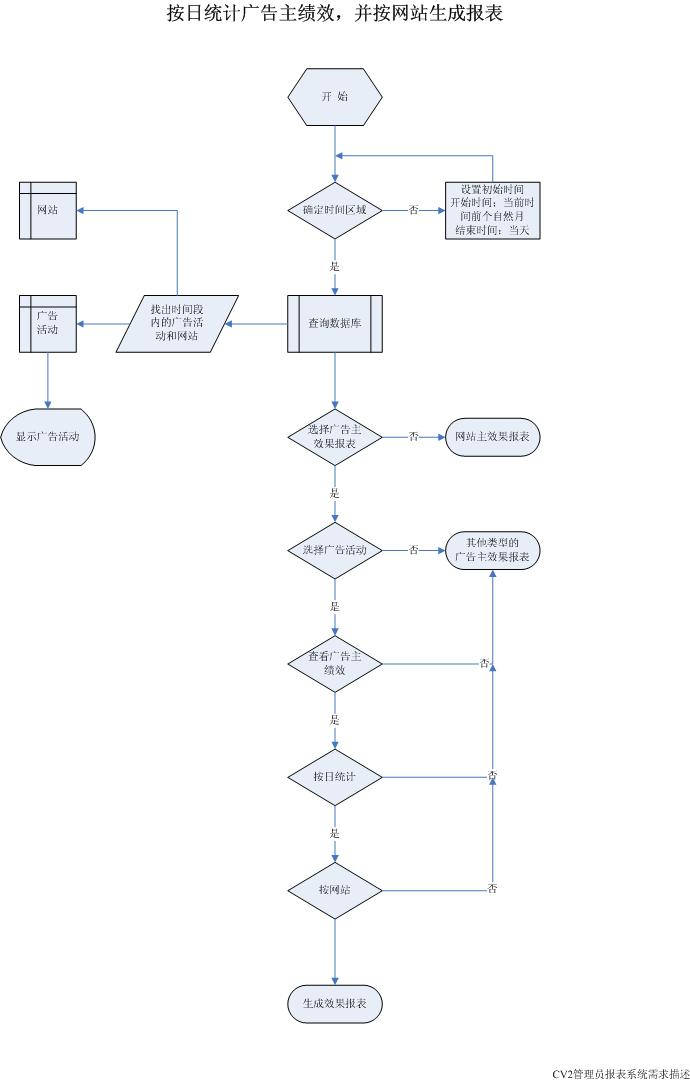 按日统计广告主绩效，并按网站生成报表
开 始
确定时间区域
否
设置初始时间
开始时间：当前时
间前个自然月
结束时间：当天
网站
是
广告
活动
找出时间段
内的广告活
动和网站
查询数据库
显示广告活动
选择广告主
效果报表
否
网站主效果报表
是
选择广告活动
否
其他类型的
广告主效果报表
是
查看广告主
绩效
否
是
按日统计
否
是
按网站
否
生成效果报表
CV2管理员报表系统需求描述